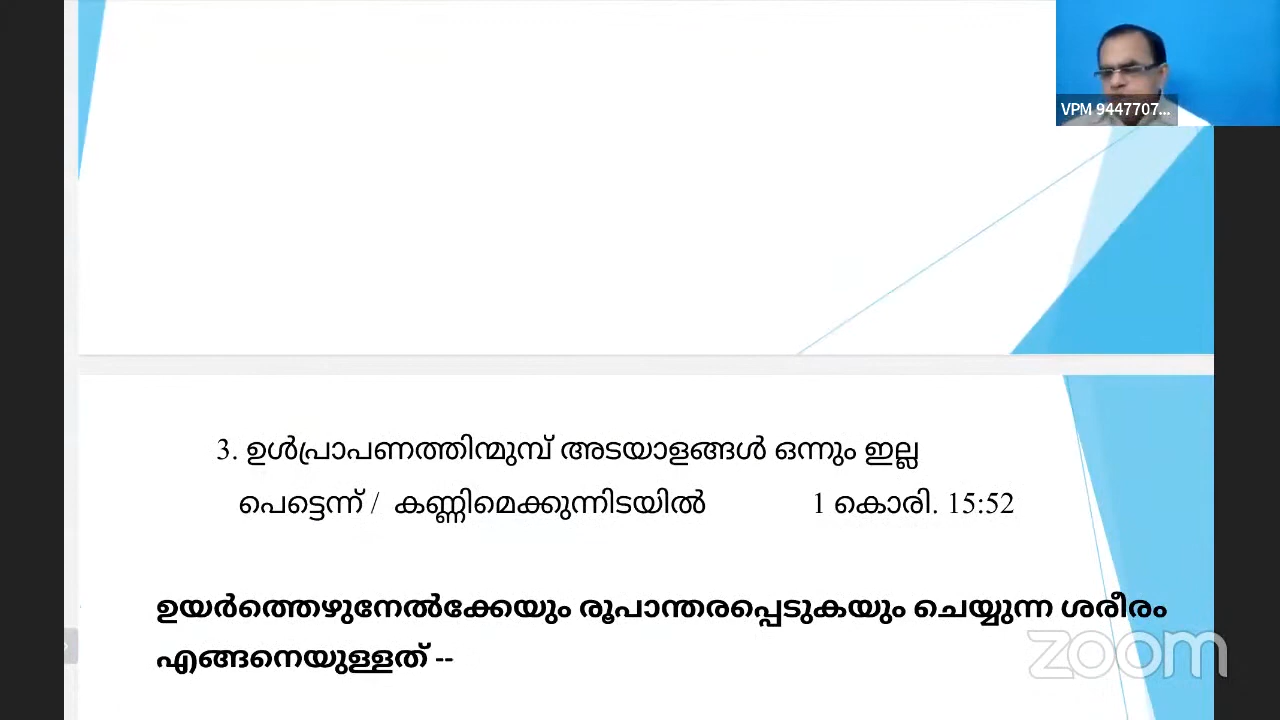 VPM 9447707...
3. ഉൾപ്രാപണത്തിന്മുമ്പ് അടയാളങ്ങൾ ഒന്നും ഇല്ല
പെട്ടെന്ന് / കണ്ണിമെക്കുന്നിടയിൽ 1 കൊരി. 15:52
ഉയർത്തെഴുനേൽക്കേയും രൂപാന്തരപ്പെടുകയും ചെയ്യുന്ന ശരീരം
എങ്ങനെയുള്ളത് --
zoom